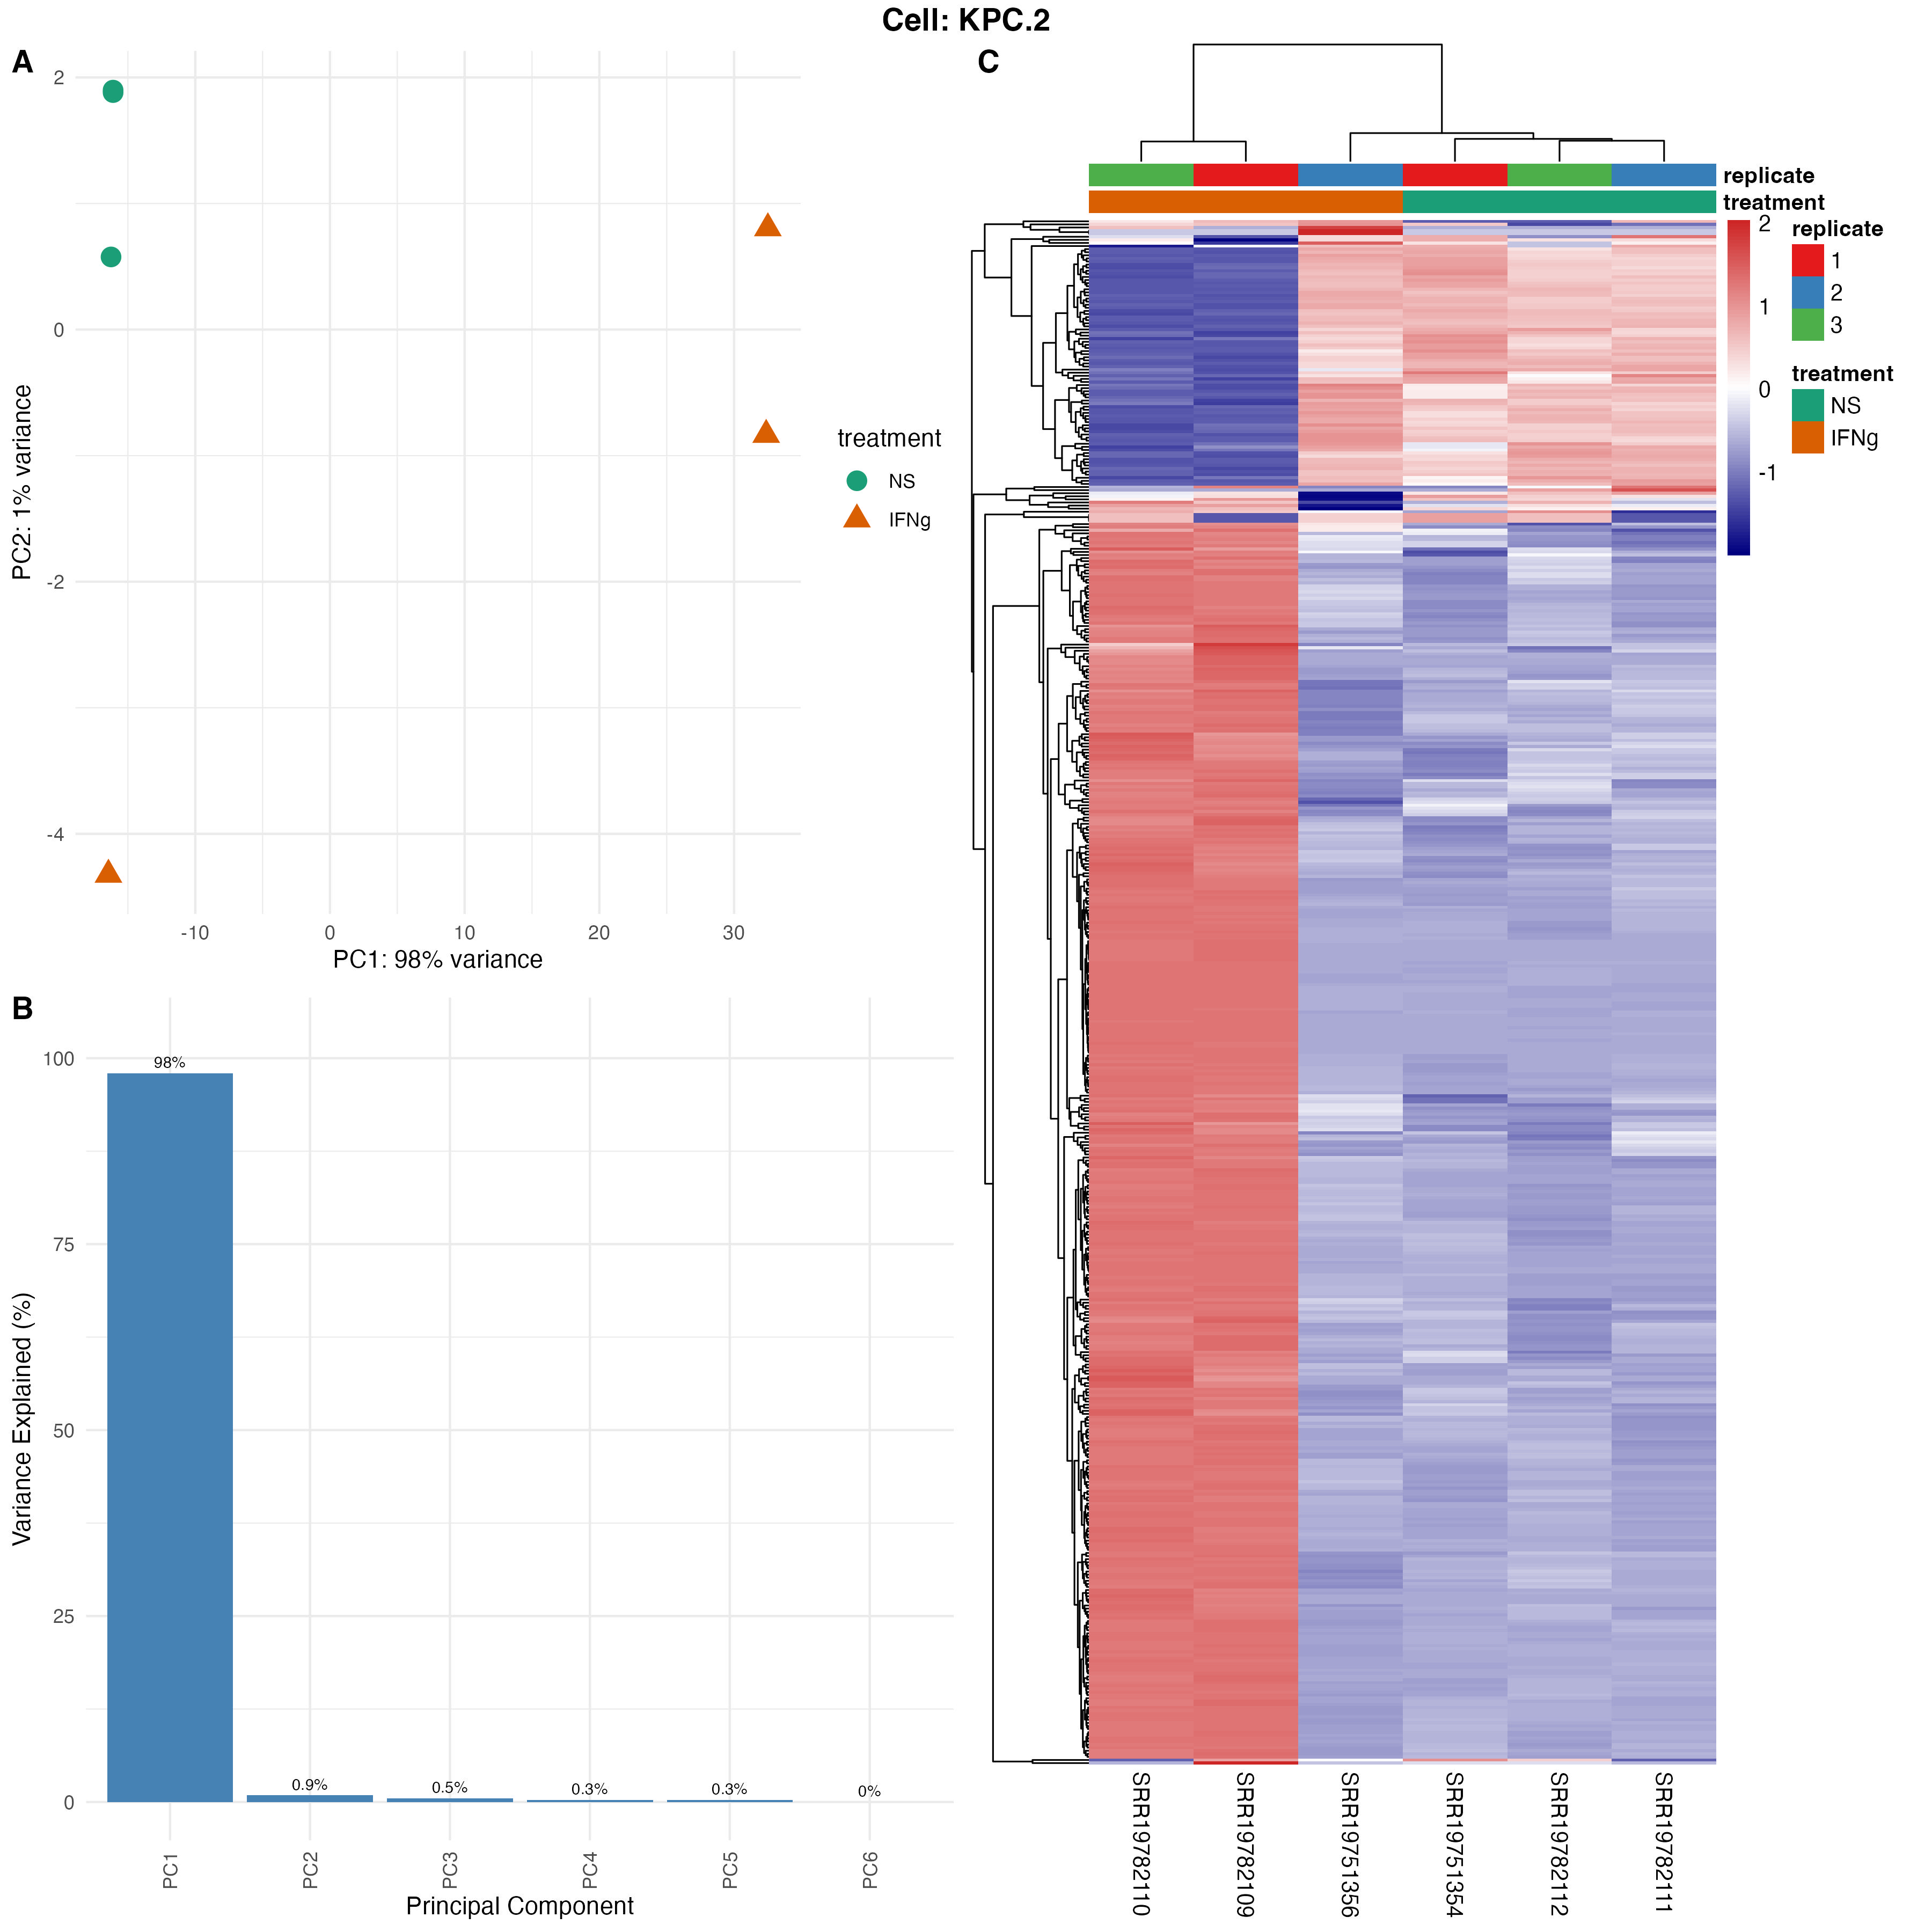 Cell: KPC.2
A
2
0
-2
-4
PC2: 1% variance
-10
0
10
20
30
PC1: 98% variance
treatment
NS
IFNg
B
100
75
50
25
0
Variance Explained (%)
98%
0.9%
0.5%
0.3%
0.3%
0%
PC1
PC2
PC3
PC4
PC5
PC6
Principal Component
C
replicate
treatment
2
1
0
-1
replicate
1
2
3
treatment
NS
IFNg
SRR19782110
SRR19782109
SRR19751356
SRR19751354
SRR19782112
SRR19782111